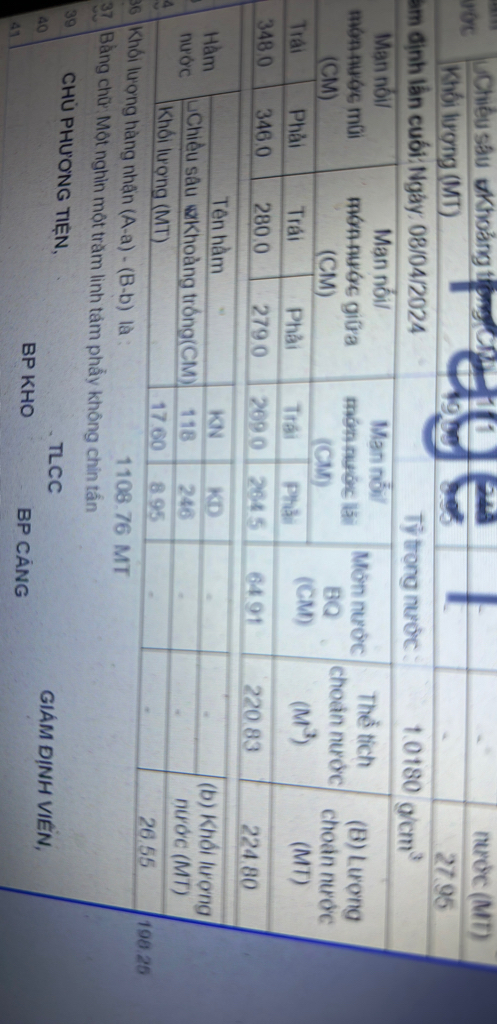 Chiều sâu Khoảng nước (MT)
Khối lượng (MT) 27.95
định lần cuối: Ngày: 08/04/2024 Tỷ trọng nước : 1.0180 g/cm³
Mạn nổi/ Mạn nổi/ Mạn nổi/ Món nước Thể tích (B) Lượng
món nước mũi món nước giữa món nước lái BQ choán nước choán nước
(CM) (CM) (CM) (CM) (M³) (MT)
Trái Phải Trái Phải Trái Phải
348.0 346.0 280.0 279.0 269.0 264.5 64.91 220.83 224.80
Hầm nước Tên hầm KN KD - - (b) Khối lượng nước (MT)
Chiều sâu Khoảng trống(CM) 118 246 - -
Khối lượng (MT) 17.60 8.95 - - 26.55
198.25
36 Khối lượng hàng nhận (A-a) - (B-b) là : 1108.76 MT
37 Bằng chữ: Một nghìn một trăm linh tám phẩy không chín tấn
39 CHỦ PHƯƠNG TIỆN, TLCC GIÁM ĐỊNH VIÊN,
40 BP KHO BP CẢNG
41